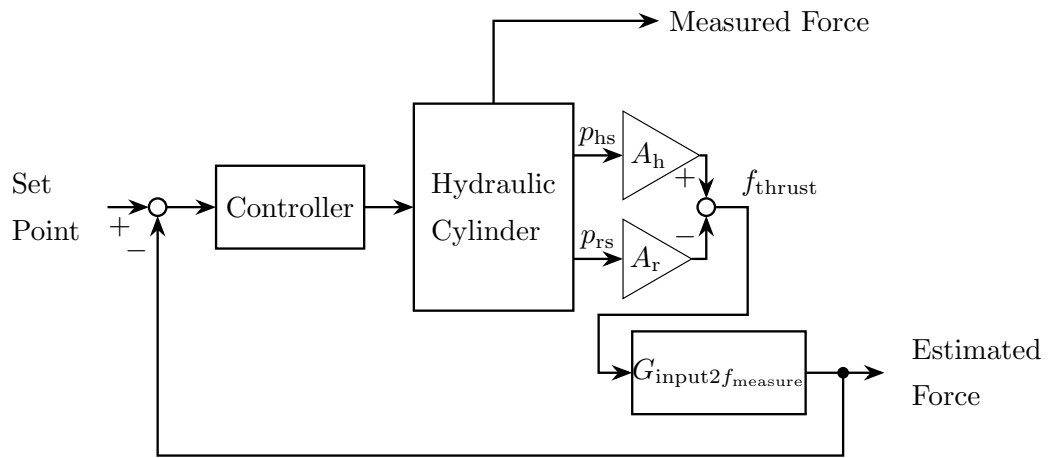 Measured Force
p_hs
A_h
Set
Point
+
−
Controller
Hydraulic
Cylinder
+
−
f_thrust
p_rs
A_r
G_input2f_measure
Estimated
Force